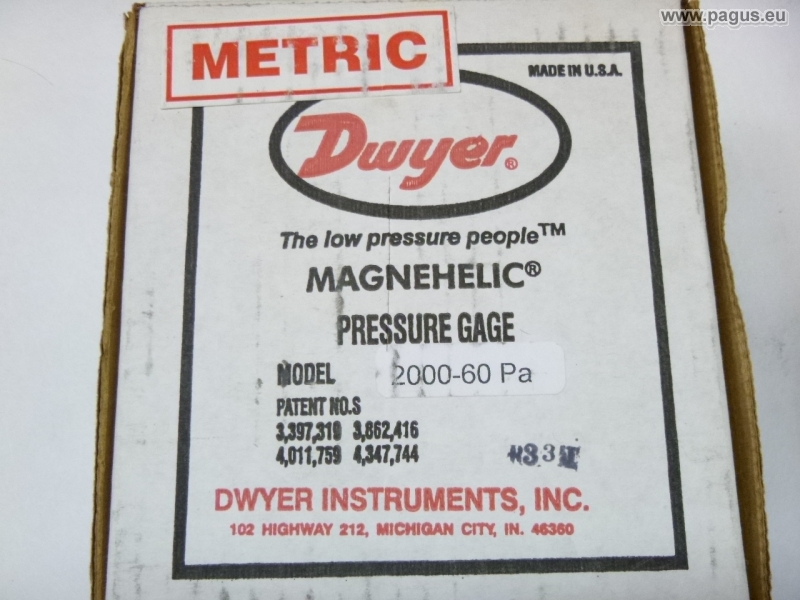 www.pagus.eu
METRIC
MADE IN U.S.A.
Dwyer®
The low pressure people™
MAGNEHELIC®
PRESSURE GAGE
MODEL 2000-60 Pa
PATENT NO.S
3,397,319 3,862,416
4,011,759 4,347,744
DWYER INSTRUMENTS, INC.
102 HIGHWAY 212, MICHIGAN CITY, IN. 46360